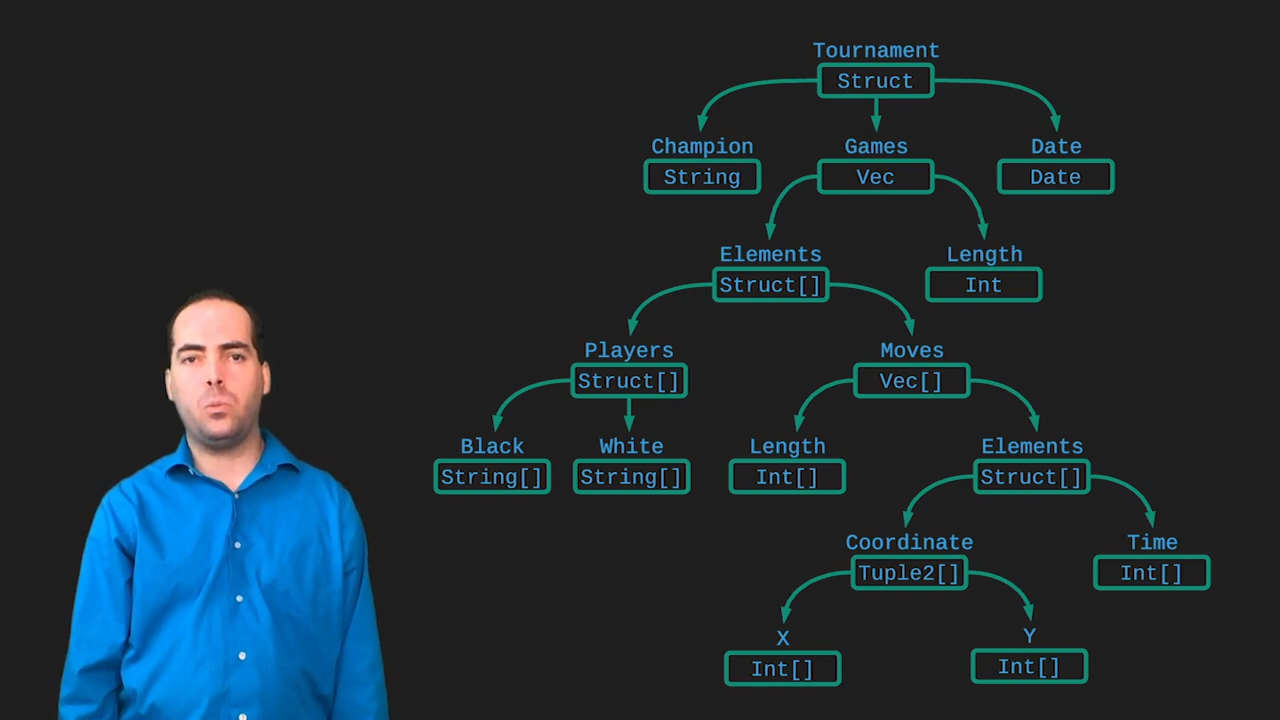 Tournament
Struct
Champion
Games
Date
String
Vec
Date
Elements
Length
Struct[]
Int
Players
Moves
Struct[]
Vec[]
Black
White
Length
Elements
String[]
String[]
Int[]
Struct[]
Coordinate
Time
Tuple2[]
Int[]
X
Y
Int[]
Int[]